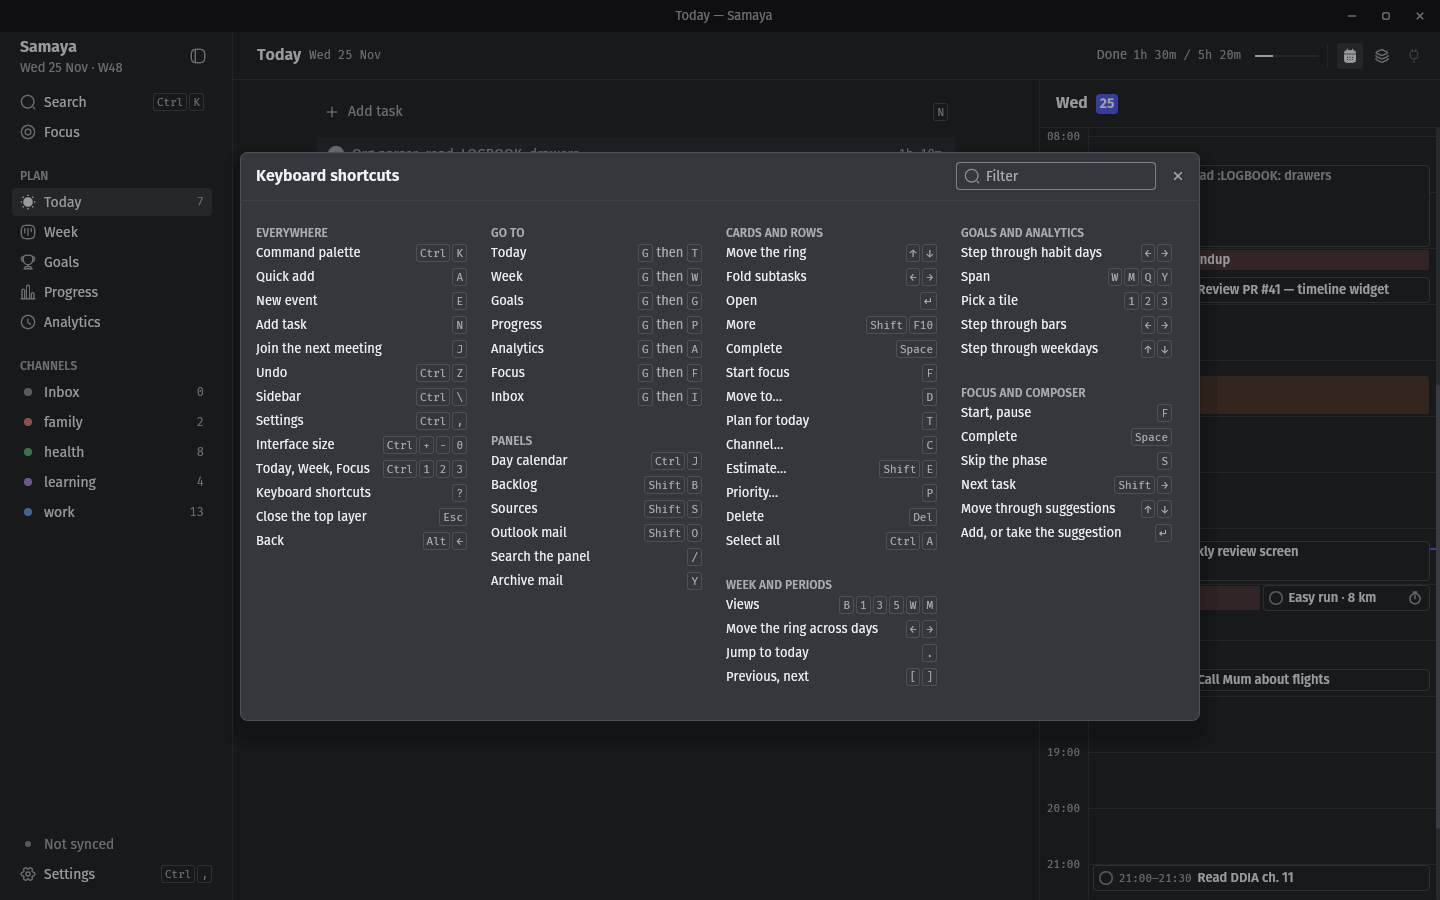 Today — Samaya
Samaya
Wed 25 Nov · W48
Search Ctrl K
Focus
PLAN
Today 7
Week
Goals
Progress
Analytics
CHANNELS
Inbox 0
family 2
health 8
learning 4
work 13
Not synced
Settings Ctrl ,
Today Wed 25 Nov
Done 1h 30m / 5h 20m
Add task N
Org parser, read :LOGBOOK: drawers 1h 10m
Keyboard shortcuts
Filter
EVERYWHERE
Command palette Ctrl K
Quick add A
New event E
Add task N
Join the next meeting J
Undo Ctrl Z
Sidebar Ctrl \
Settings Ctrl ,
Interface size Ctrl + - 0
Today, Week, Focus Ctrl 1 2 3
Keyboard shortcuts ?
Close the top layer Esc
Back Alt ←
GO TO
Today G then T
Week G then W
Goals G then G
Progress G then P
Analytics G then A
Focus G then F
Inbox G then I
PANELS
Day calendar Ctrl J
Backlog Shift B
Sources Shift S
Outlook mail Shift O
Search the panel /
Archive mail Y
CARDS AND ROWS
Move the ring ↑ ↓
Fold subtasks ← →
Open ↵
More Shift F10
Complete Space
Start focus F
Move to... D
Plan for today T
Channel... C
Estimate... Shift E
Priority... P
Delete Del
Select all Ctrl A
WEEK AND PERIODS
Views B 1 3 5 W M
Move the ring across days ← →
Jump to today .
Previous, next [ ]
GOALS AND ANALYTICS
Step through habit days ← →
Span W M Q Y
Pick a tile 1 2 3
Step through bars ← →
Step through weekdays ↑ ↓
FOCUS AND COMPOSER
Start, pause F
Complete Space
Skip the phase S
Next task Shift →
Move through suggestions ↑ ↓
Add, or take the suggestion ↵
Wed 25
08:00
ad :LOGBOOK: drawers
ndup
Review PR #41 — timeline widget
kly review screen
Easy run · 8 km
Call Mum about flights
19:00
20:00
21:00
21:00–21:30 Read DDIA ch. 11